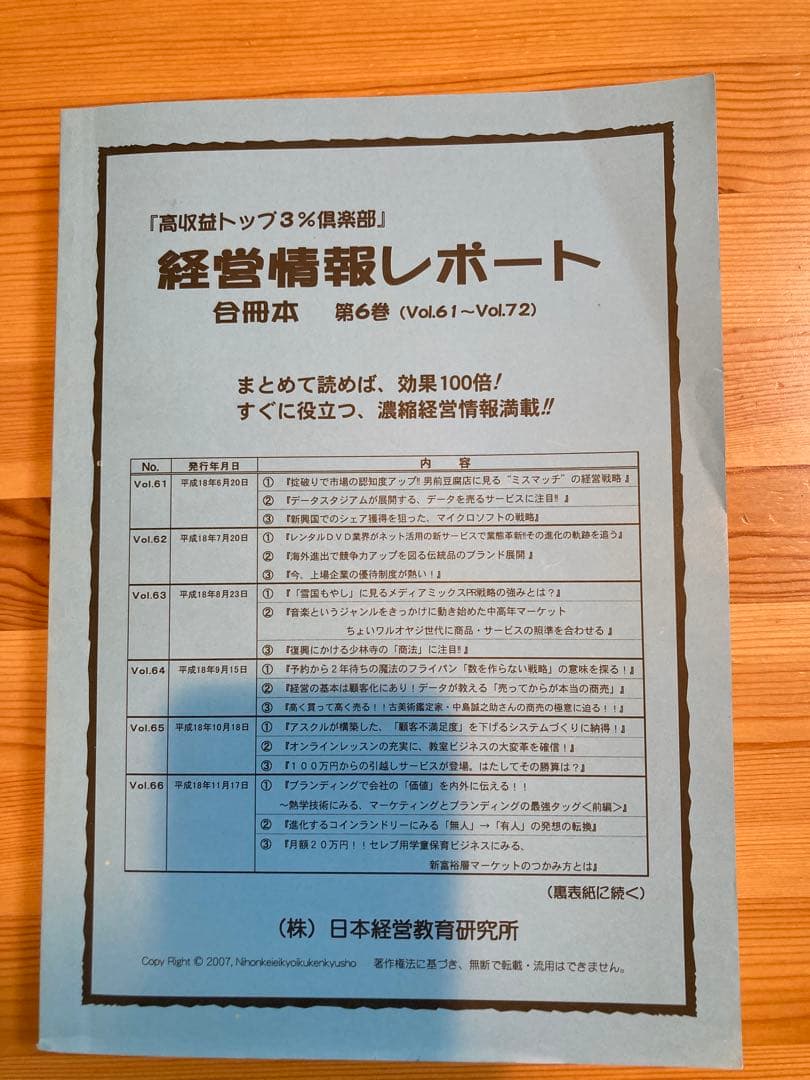 『高収益トップ3％倶楽部』
経営情報レポート
合冊本　第6巻（Vol.61～Vol.72）
まとめて読めば、効果100倍！
すぐに役立つ、濃縮経営情報満載!!
No.　発行年月日　内　容
Vol.61　平成18年6月20日　①『掟破りで市場の認知度アップ!! 男前豆腐店に見る“ミスマッチ”の経営戦略』
②『データスタジアムが展開する、データを売るサービスに注目!!』
③『新興国でのシェア獲得を狙った、マイクロソフトの戦略』
Vol.62　平成18年7月20日　①『レンタルDVD業界がネット活用の新サービスで業態革新!!その進化の軌跡を追う』
②『海外進出で競争力アップを図る伝統品のブランド展開』
③『今、上場企業の優待制度が熱い！』
Vol.63　平成18年8月23日　①『「雪国もやし」に見るメディアミックスPR戦略の強みとは？』
②『音楽というジャンルをきっかけに動き始めた中高年マーケット
ちょいワルオヤジ世代に商品・サービスの照準を合わせる』
③『復興にかける少林寺の「商法」に注目!!』
Vol.64　平成18年9月15日　①『予約から２年待ちの魔法のフライパン「数を作らない戦略」の意味を探る！』
②『経営の基本は顧客化にあり！データが教える「売ってからが本当の商売」』
③『高く買って高く売る！！古美術鑑定家・中島誠之助さんの商売の極意に迫る！！』
Vol.65　平成18年10月18日　①『アスクルが構築した、「顧客不満足度」を下げるシステムづくりに納得！』
②『オンラインレッスンの充実に、教室ビジネスの大変革を確信！』
③『１００万円からの引越しサービスが登場。はたしてその勝算は？』
Vol.66　平成18年11月17日　①『ブランディングで会社の「価値」を内外に伝える！！
～熱学技術にみる、マーケティングとブランディングの最強タッグ＜前編＞』
②『進化するコインランドリーにみる「無人」→「有人」の発想の転換』
③『月額２０万円！！セレブ用学童保育ビジネスにみる、
新富裕層マーケットのつかみ方とは』
（裏表紙に続く）
（株）日本経営教育研究所
Copy Right © 2007, Nihonkeieikyoikukenkyusho　著作権法に基づき、無断で転載・流用はできません。